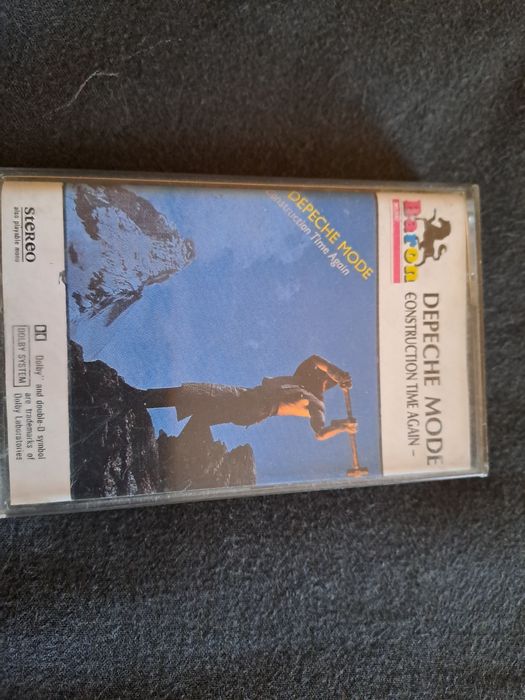 Baron
DEPECHE MODE
CONSTRUCTION TIME AGAIN –
DEPECHE MODE
Construction Time Again
stereo
also playable mono
DOLBY SYSTEM
Dolby" and double-D symbol
are trademarks of
Dolby Laboratories